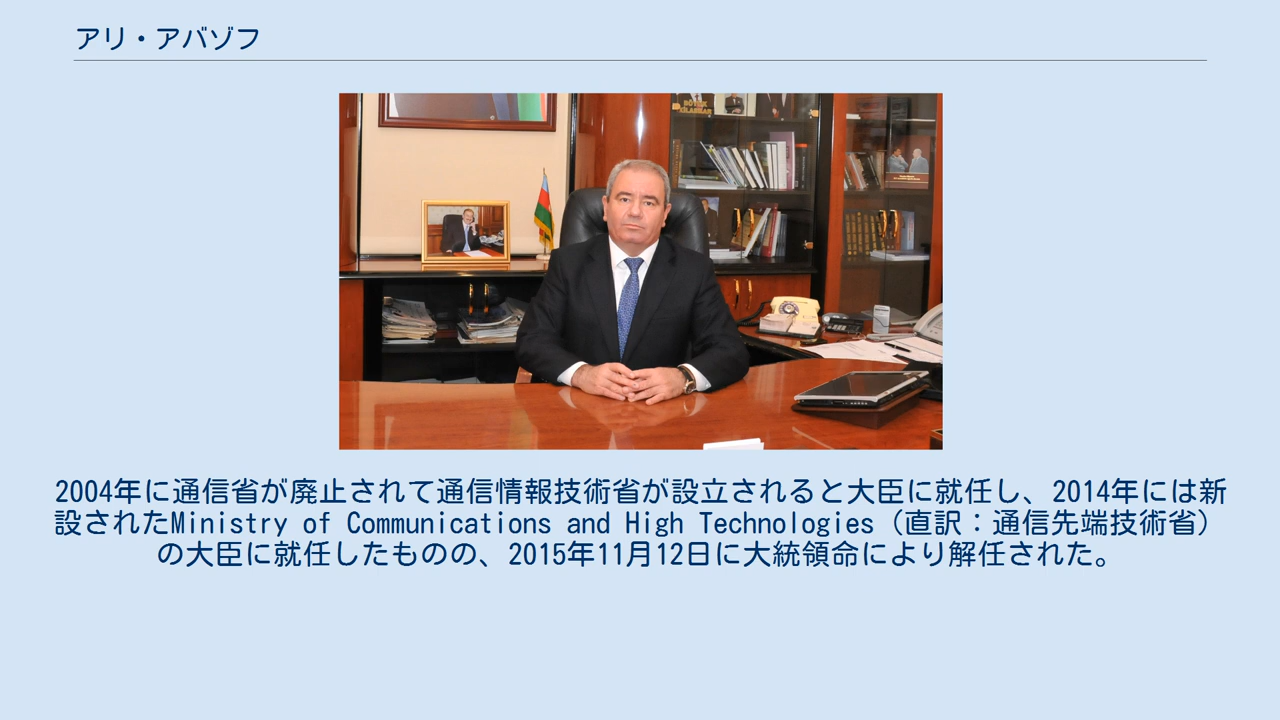 アリ・アバゾフ
2004年に通信省が廃止されて通信情報技術省が設立されると大臣に就任し、2014年には新
設されたMinistry of Communications and High Technologies（直訳：通信先端技術省）
の大臣に就任したものの、2015年11月12日に大統領命により解任された。